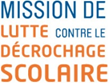 MISSION DE
LUTTE CONTRE LE
DÉCROCHAGE
SCOLAIRE